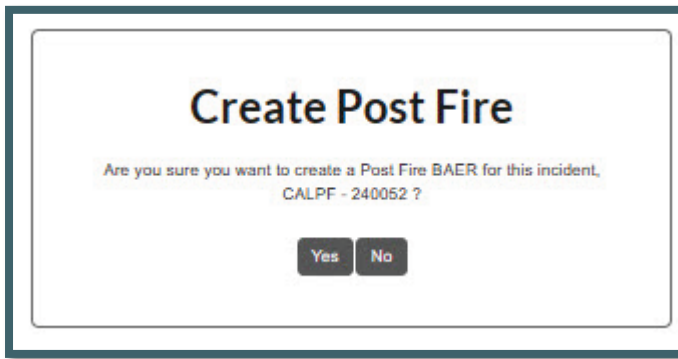 Create Post Fire
Are you sure you want to create a Post Fire BAER for this incident,
CALPF - 240052 ?
Yes No